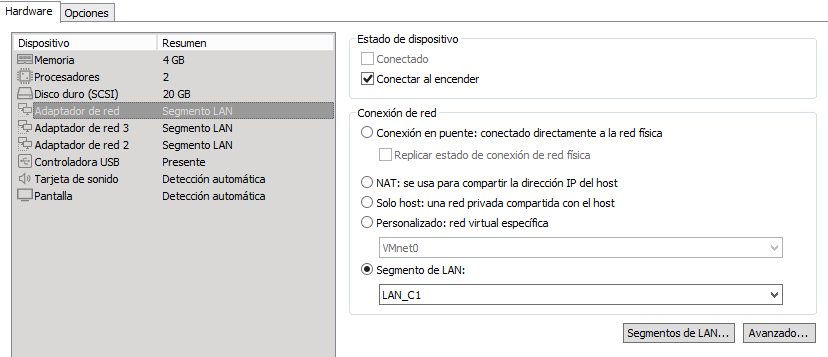 Hardware Opciones
Dispositivo Resumen
Memoria 4 GB
Procesadores 2
Disco duro (SCSI) 20 GB
Adaptador de red Segmento LAN
Adaptador de red 3 Segmento LAN
Adaptador de red 2 Segmento LAN
Controladora USB Presente
Tarjeta de sonido Detección automática
Pantalla Detección automática
Estado de dispositivo
Conectado
Conectar al encender
Conexión de red
Conexión en puente: conectado directamente a la red física
Replicar estado de conexión de red física
NAT: se usa para compartir la dirección IP del host
Solo host: una red privada compartida con el host
Personalizado: red virtual específica
VMnet0
Segmento de LAN:
LAN_C1
Segmentos de LAN... Avanzado...